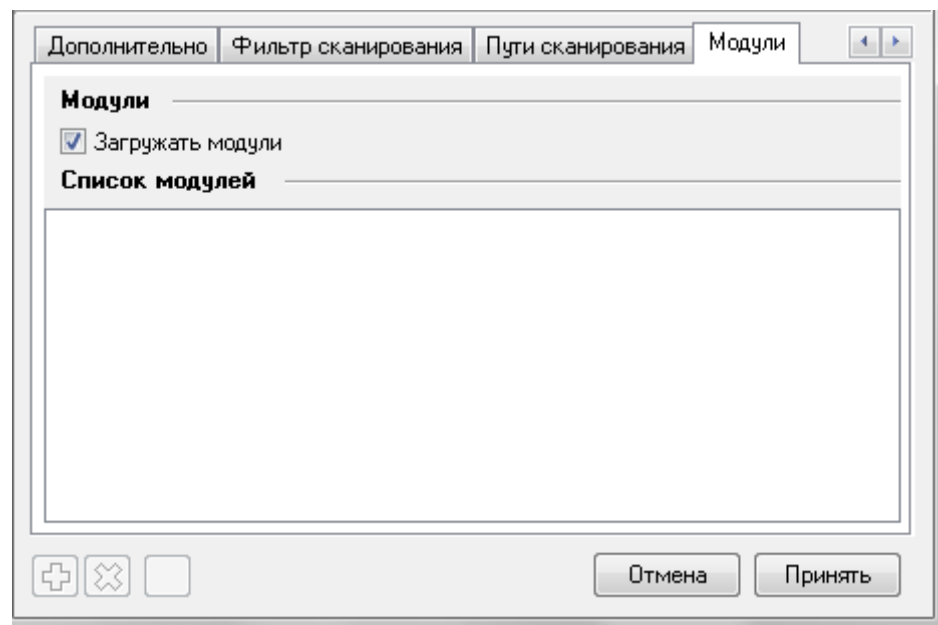 Дополнительно Фильтр сканирования Пути сканирования Модули
Модули
Загружать модули
Список модулей
Отмена Принять